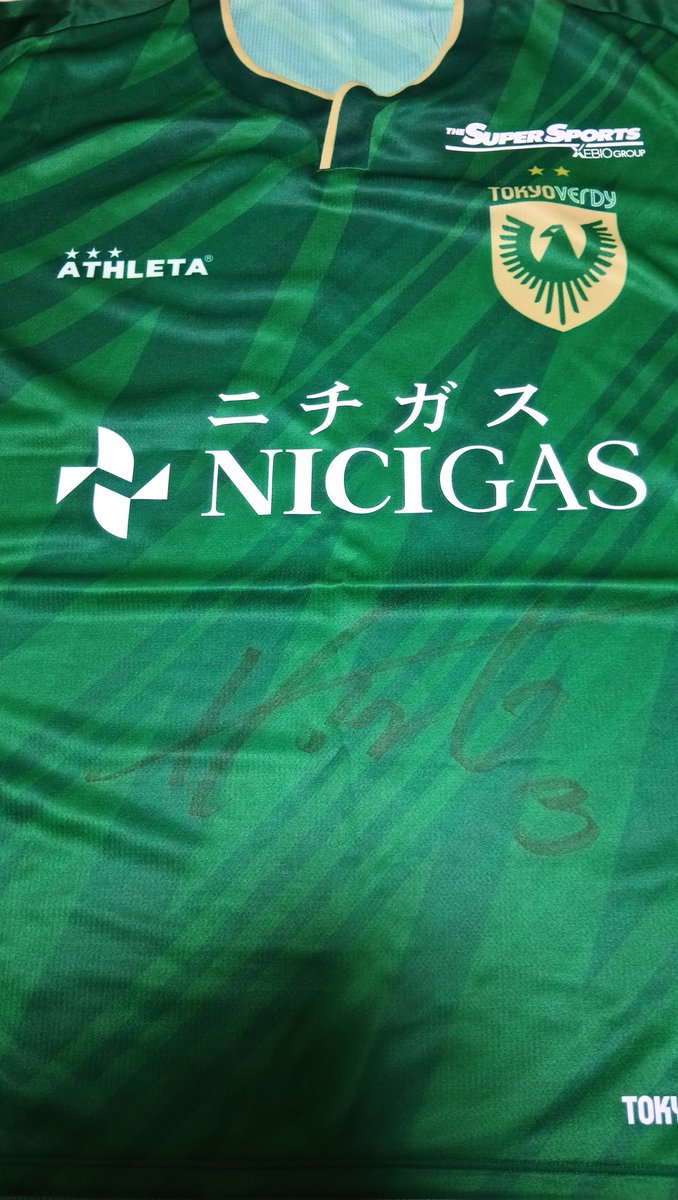 THE SUPER SPORTS
XEBIO GROUP
TOKYO VERDY
ATHLETA®
ニチガス
NICIGAS
3
TOKY